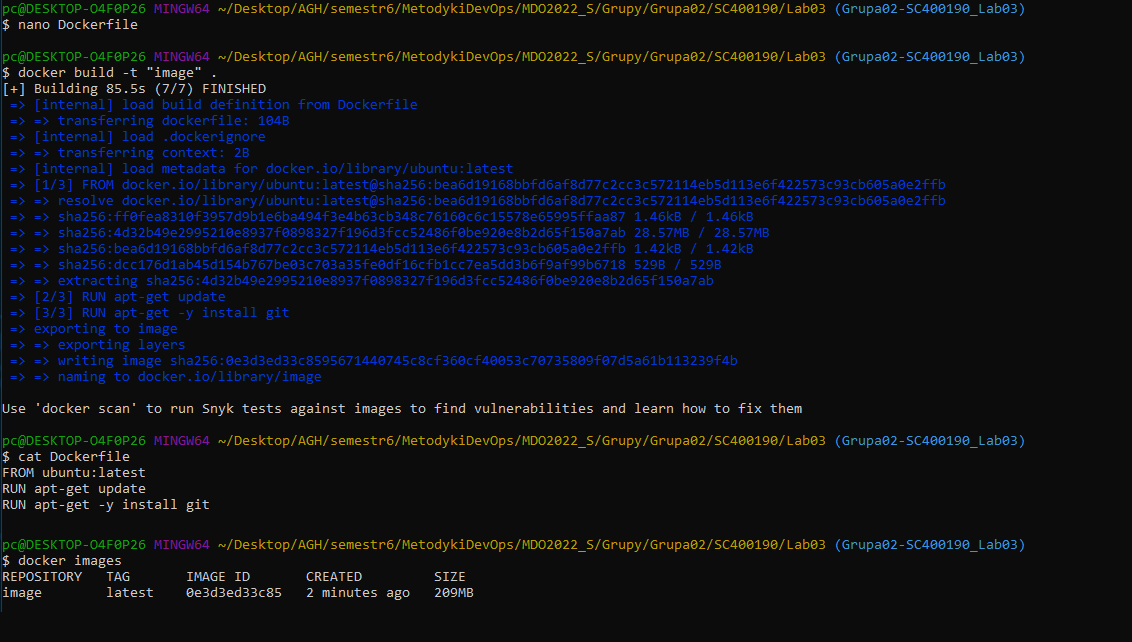 pc@DESKTOP-O4F0P26 MINGW64 ~/Desktop/AGH/semestr6/MetodykiDevOps/MDO2022_S/Grupy/Grupa02/SC400190/Lab03 (Grupa02-SC400190_Lab03)
$ nano Dockerfile
pc@DESKTOP-O4F0P26 MINGW64 ~/Desktop/AGH/semestr6/MetodykiDevOps/MDO2022_S/Grupy/Grupa02/SC400190/Lab03 (Grupa02-SC400190_Lab03)
$ docker build -t "image" .
[+] Building 85.5s (7/7) FINISHED
=> [internal] load build definition from Dockerfile
=> => transferring dockerfile: 104B
=> [internal] load .dockerignore
=> => transferring context: 2B
=> [internal] load metadata for docker.io/library/ubuntu:latest
=> [1/3] FROM docker.io/library/ubuntu:latest@sha256:bea6d19168bbfd6af8d77c2cc3c572114eb5d113e6f422573c93cb605a0e2ffb
=> => resolve docker.io/library/ubuntu:latest@sha256:bea6d19168bbfd6af8d77c2cc3c572114eb5d113e6f422573c93cb605a0e2ffb
=> => sha256:ff0fea8310f3957d9b1e6ba494f3e4b63cb348c76160c6c15578e65995ffaa87 1.46kB / 1.46kB
=> => sha256:4d32b49e2995210e8937f0898327f196d3fcc52486f0be920e8b2d65f150a7ab 28.57MB / 28.57MB
=> => sha256:bea6d19168bbfd6af8d77c2cc3c572114eb5d113e6f422573c93cb605a0e2ffb 1.42kB / 1.42kB
=> => sha256:dcc176d1ab45d154b767be03c703a35fe0df16cfb1cc7ea5dd3b6f9af99b6718 529B / 529B
=> => extracting sha256:4d32b49e2995210e8937f0898327f196d3fcc52486f0be920e8b2d65f150a7ab
=> [2/3] RUN apt-get update
=> [3/3] RUN apt-get -y install git
=> exporting to image
=> => exporting layers
=> => writing image sha256:0e3d3ed33c8595671440745c8cf360cf40053c70735809f07d5a61b113239f4b
=> => naming to docker.io/library/image
Use 'docker scan' to run Snyk tests against images to find vulnerabilities and learn how to fix them
pc@DESKTOP-O4F0P26 MINGW64 ~/Desktop/AGH/semestr6/MetodykiDevOps/MDO2022_S/Grupy/Grupa02/SC400190/Lab03 (Grupa02-SC400190_Lab03)
$ cat Dockerfile
FROM ubuntu:latest
RUN apt-get update
RUN apt-get -y install git
pc@DESKTOP-O4F0P26 MINGW64 ~/Desktop/AGH/semestr6/MetodykiDevOps/MDO2022_S/Grupy/Grupa02/SC400190/Lab03 (Grupa02-SC400190_Lab03)
$ docker images
REPOSITORY   TAG       IMAGE ID       CREATED         SIZE
image        latest    0e3d3ed33c85   2 minutes ago   209MB